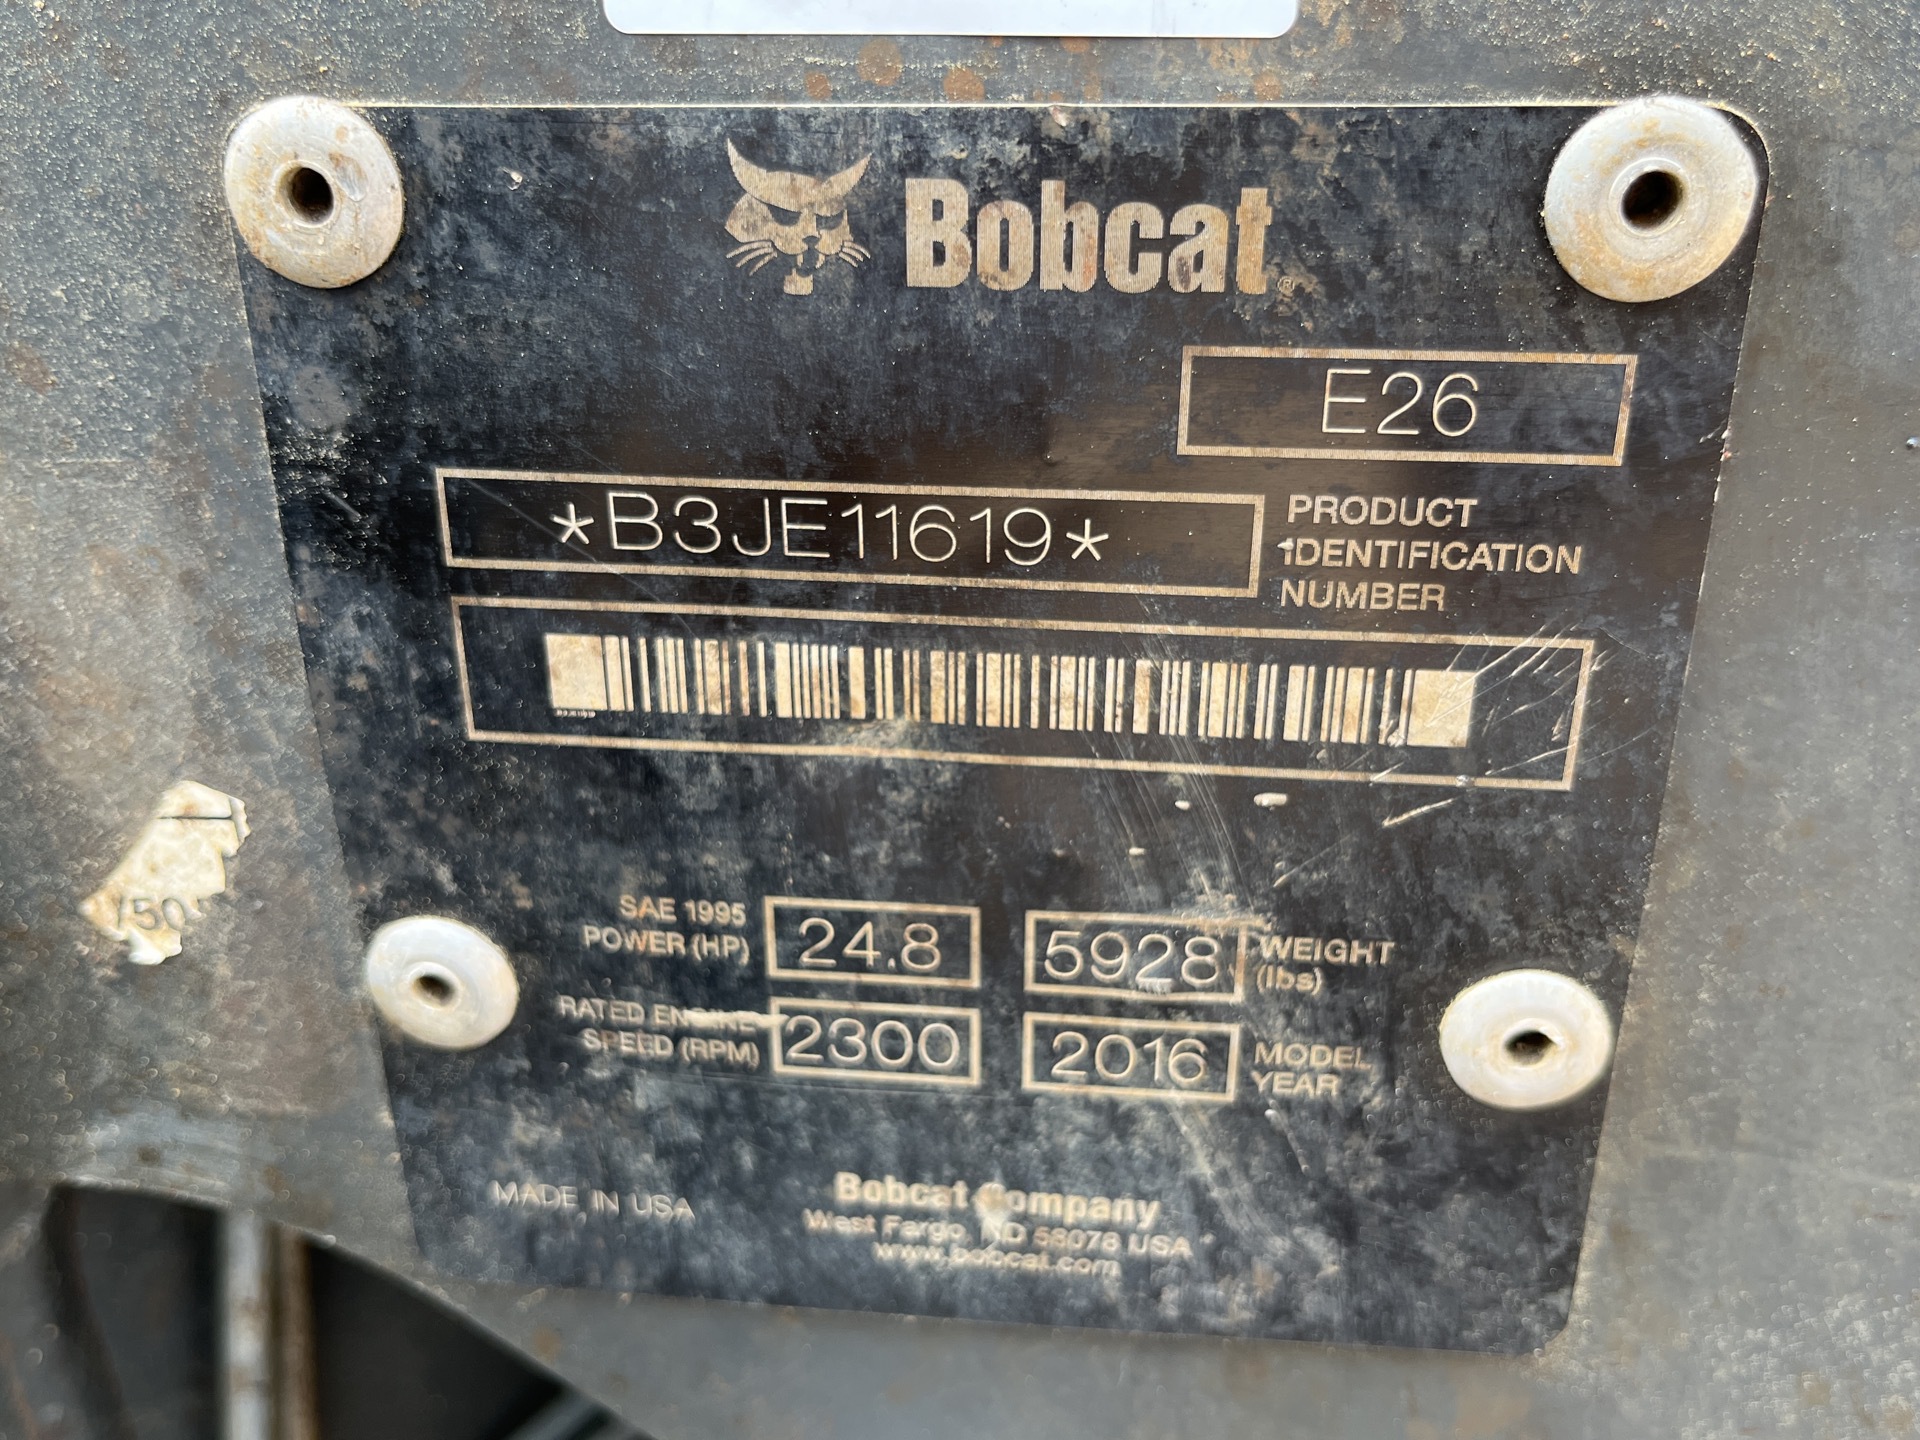 Bobcat®
E26
*B3JE11619*
PRODUCT
IDENTIFICATION
NUMBER
SAE 1995
POWER (HP)
24.8
5928
WEIGHT
(lbs)
RATED ENGINE
SPEED (RPM)
2300
2016
MODEL
YEAR
MADE IN USA
Bobcat Company
West Fargo, ND 58078 USA
www.bobcat.com